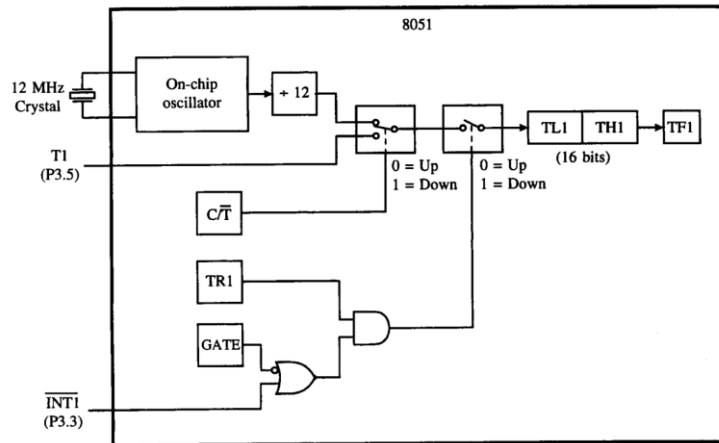 8051
12 MHz
Crystal
On-chip
oscillator
÷ 12
T1
(P3.5)
TL1
TH1
TF1
(16 bits)
0 = Up
1 = Down
0 = Up
1 = Down
C/T̅
TR1
GATE
I̅N̅T̅1̅
(P3.3)